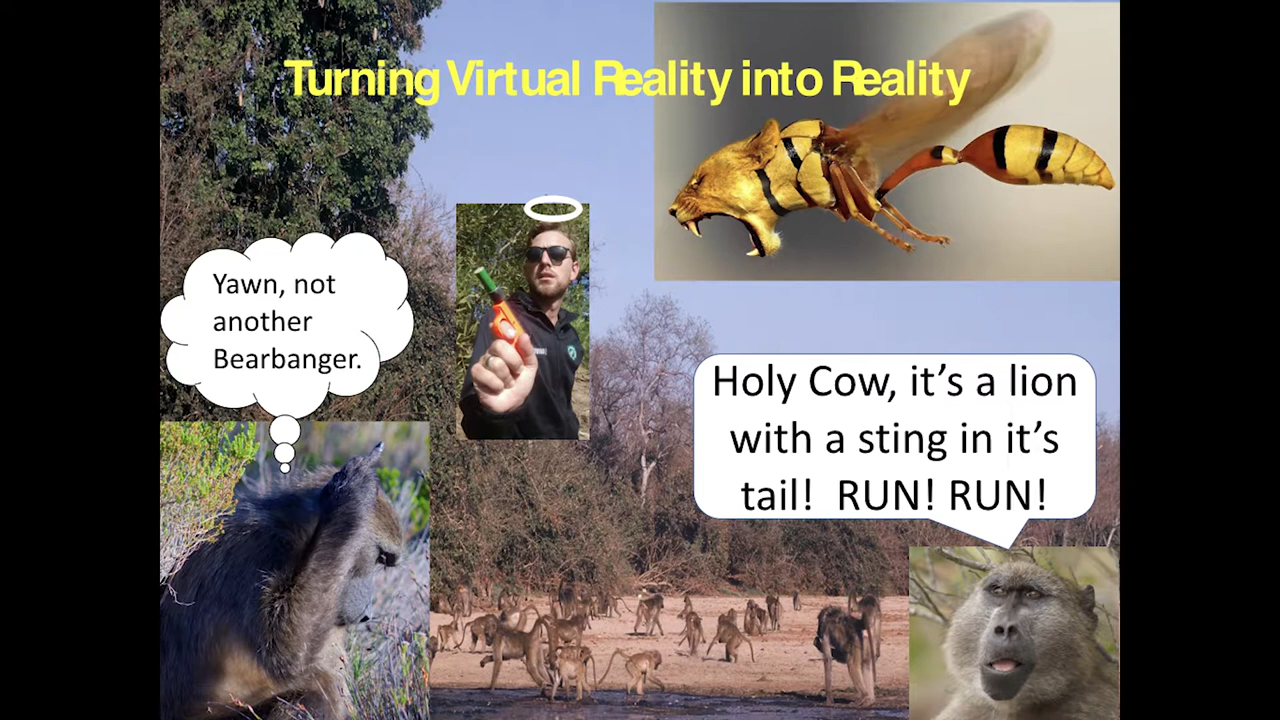 Turning Virtual Reality into Reality
Yawn, not
another
Bearbanger.
Holy Cow, it’s a lion
with a sting in it’s
tail!  RUN! RUN!